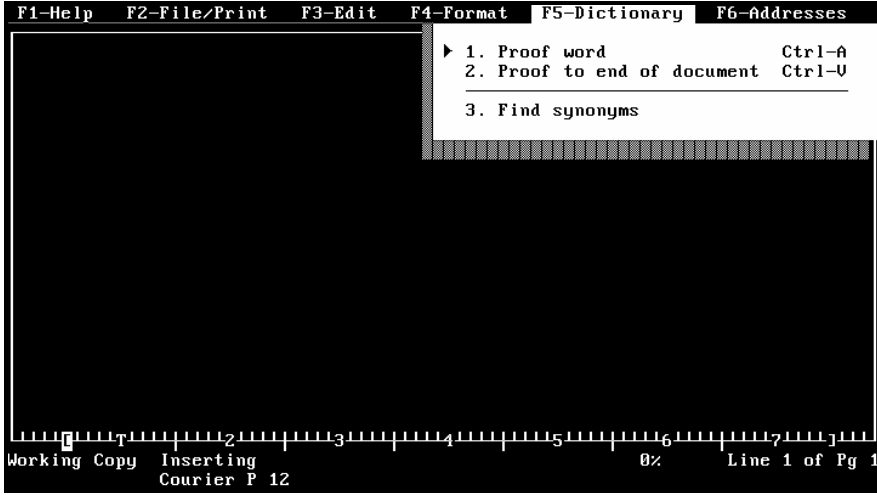 F1-Help F2-File/Print F3-Edit F4-Format F5-Dictionary F6-Addresses
1. Proof word Ctrl-A
2. Proof to end of document Ctrl-V
3. Find synonyms
[ T 2 3 4 5 6 7 ]
Working Copy Inserting 0% Line 1 of Pg 1
Courier P 12